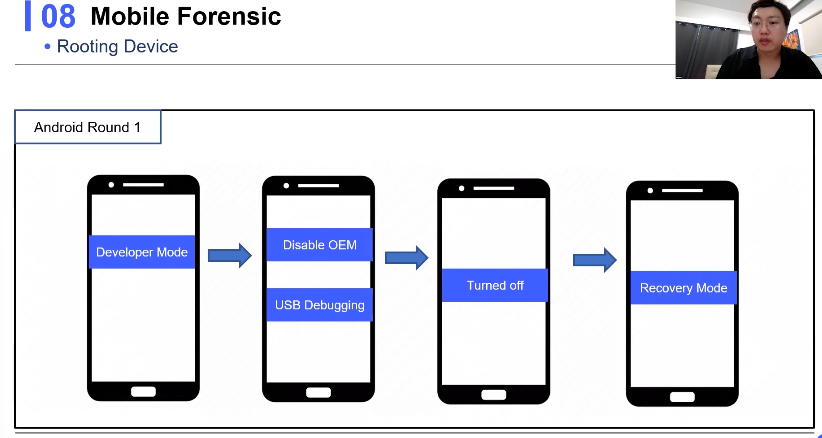 08 Mobile Forensic
• Rooting Device
Android Round 1
Developer Mode
Disable OEM
USB Debugging
Turned off
Recovery Mode